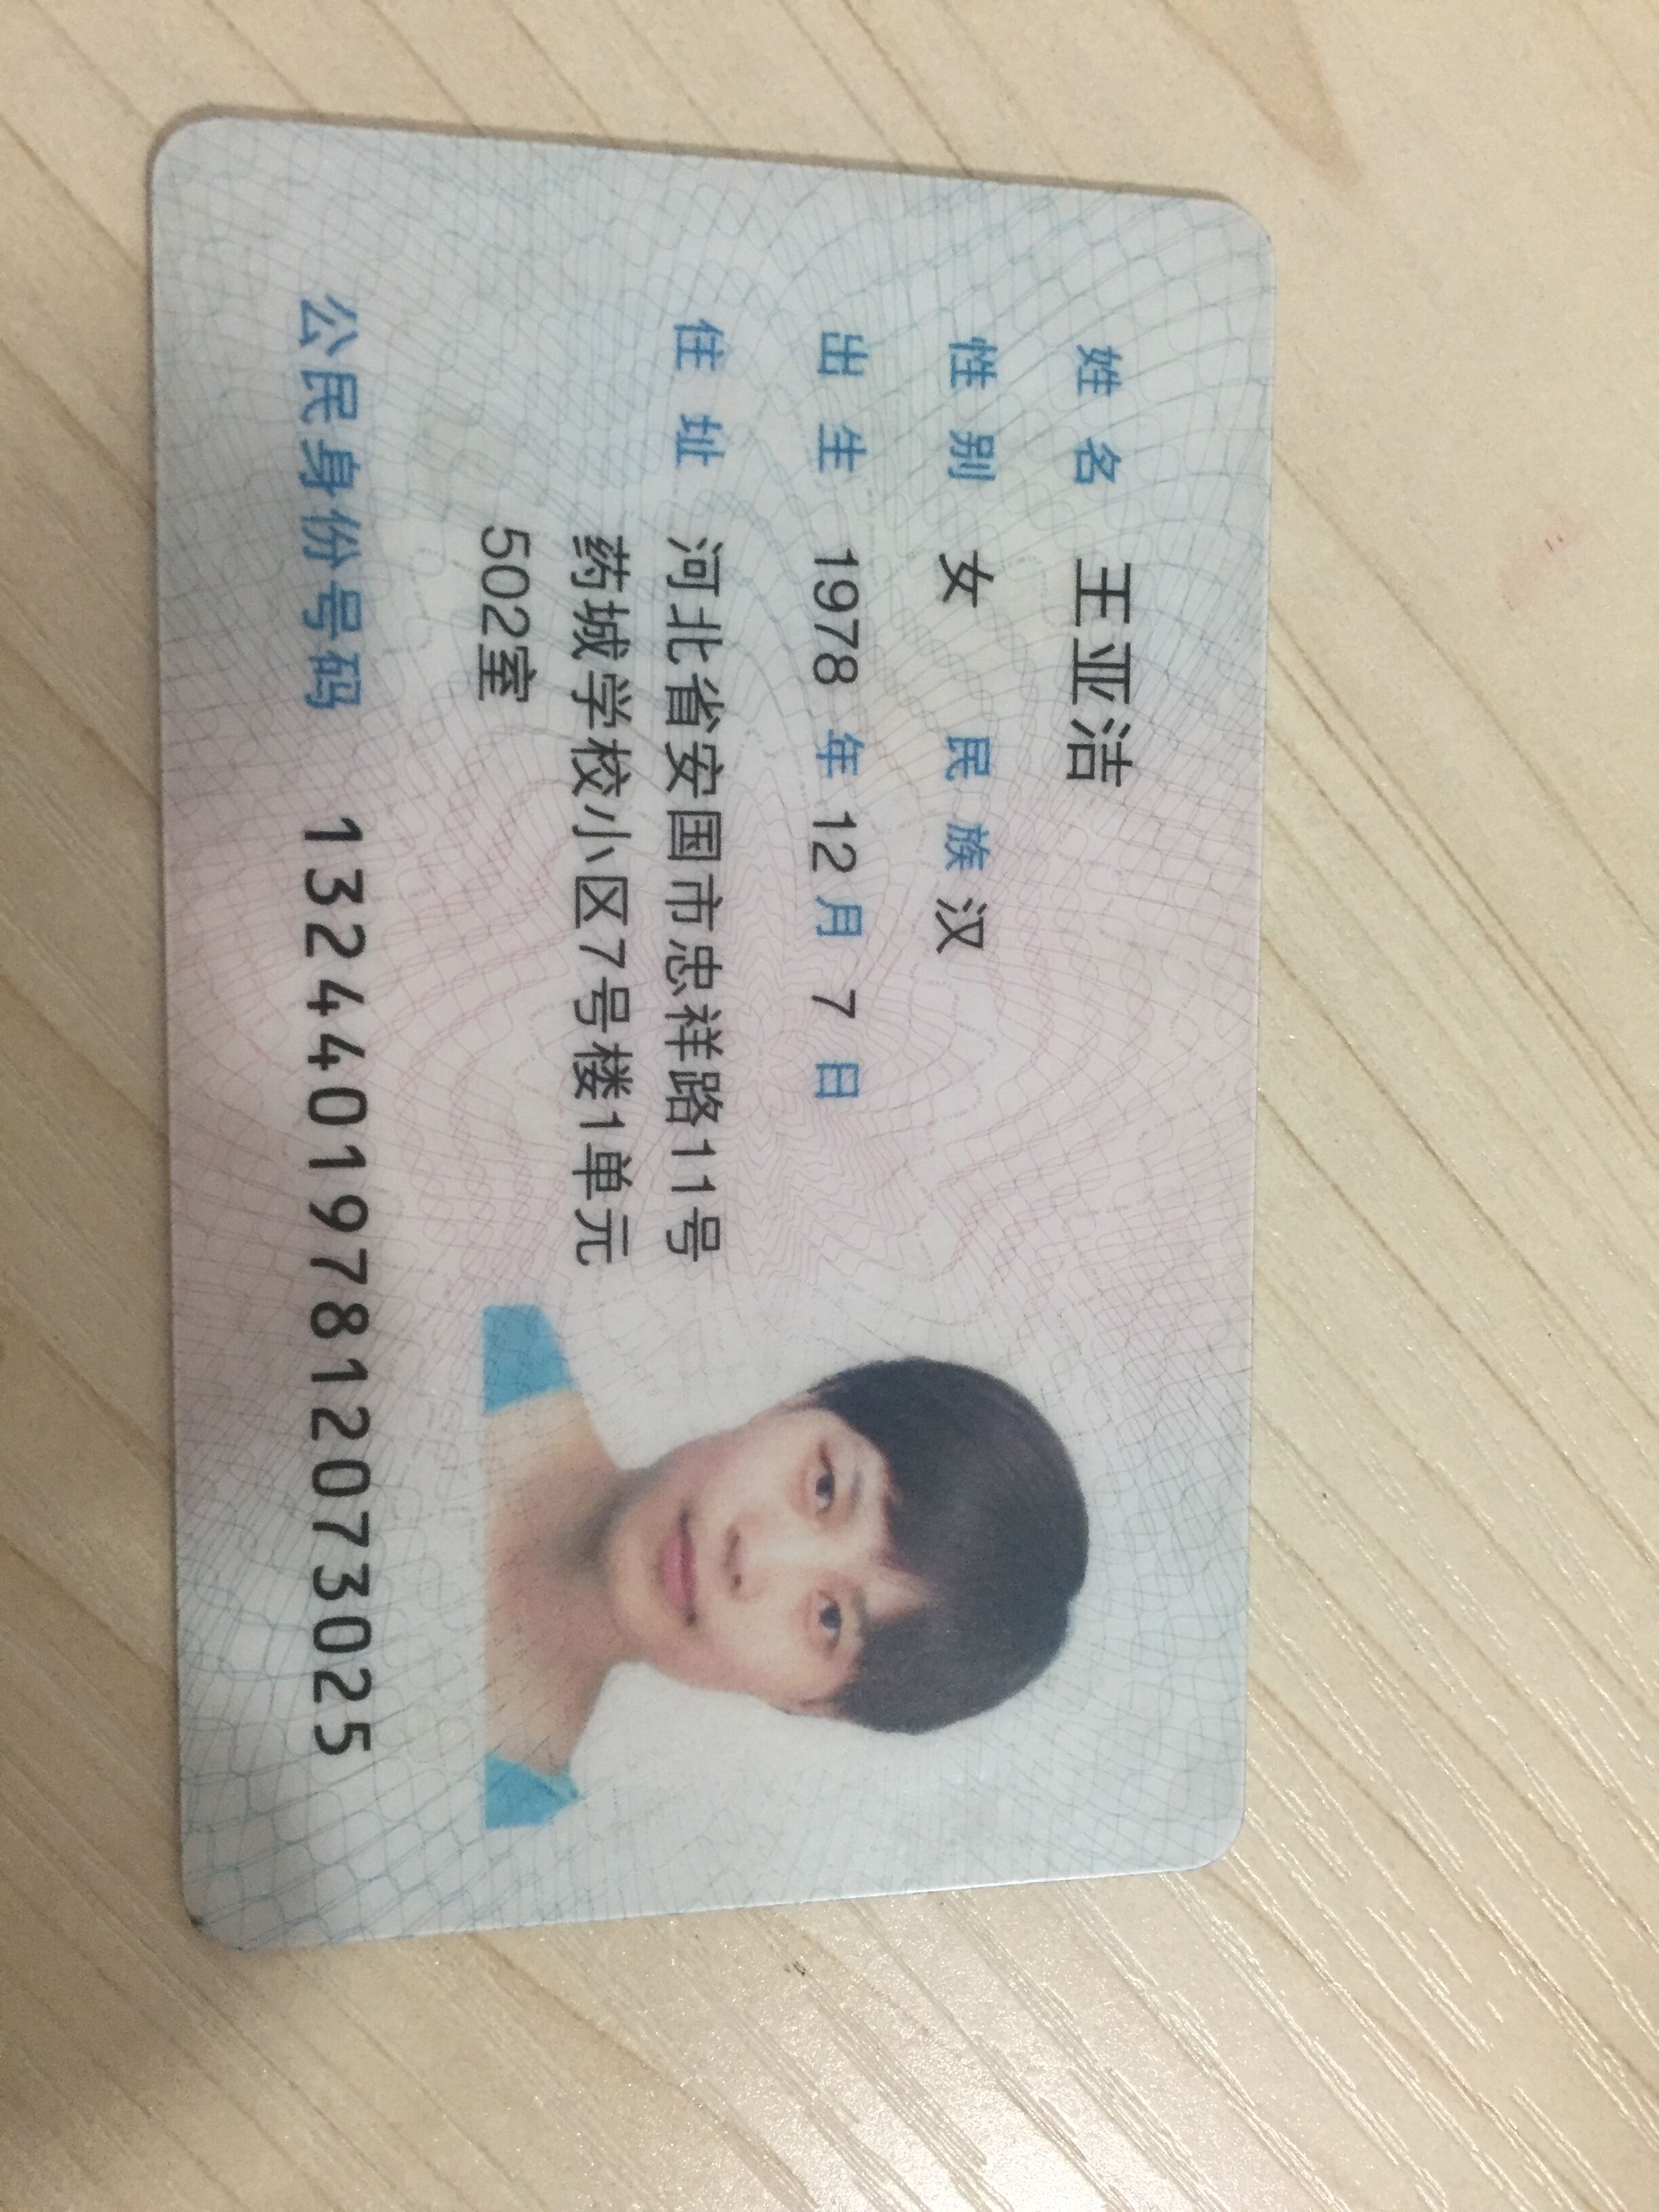 姓名 王亚洁
性别 女 民族 汉
出生 1978 年 12 月 7 日
住址 河北省安国市忠祥路11号
药城学校小区7号楼1单元
502室
公民身份号码 132440197812073025